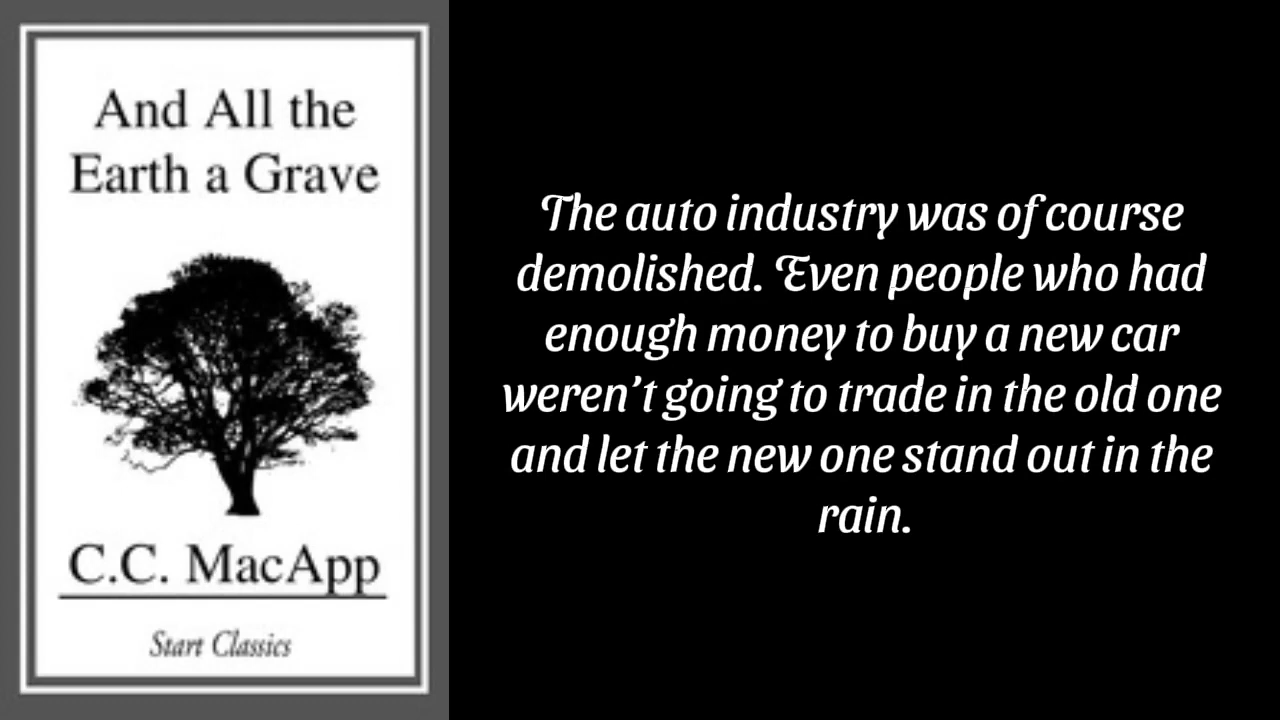 And All the
Earth a Grave
C.C. MacApp
Start Classics
The auto industry was of course
demolished. Even people who had
enough money to buy a new car
weren’t going to trade in the old one
and let the new one stand out in the
rain.